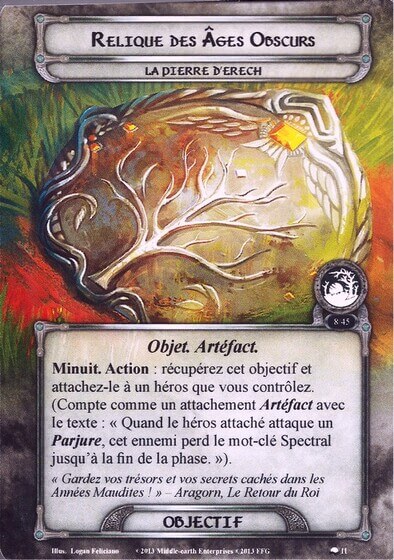 Relique des Âges Obscurs
La Pierre d'Erech
8-45
Objet. Artéfact.
Minuit. Action : récupérez cet objectif et
attachez-le à un héros que vous contrôlez.
(Compte comme un attachement Artéfact avec
le texte : « Quand le héros attaché attaque un
Parjure, cet ennemi perd le mot-clé Spectral
jusqu'à la fin de la phase. »).
« Gardez vos trésors et vos secrets cachés dans les
Années Maudites ! » – Aragorn, Le Retour du Roi
Objectif
Illus. Logan Feliciano ©2013 Middle-earth Enterprises ©2013 FFG 11